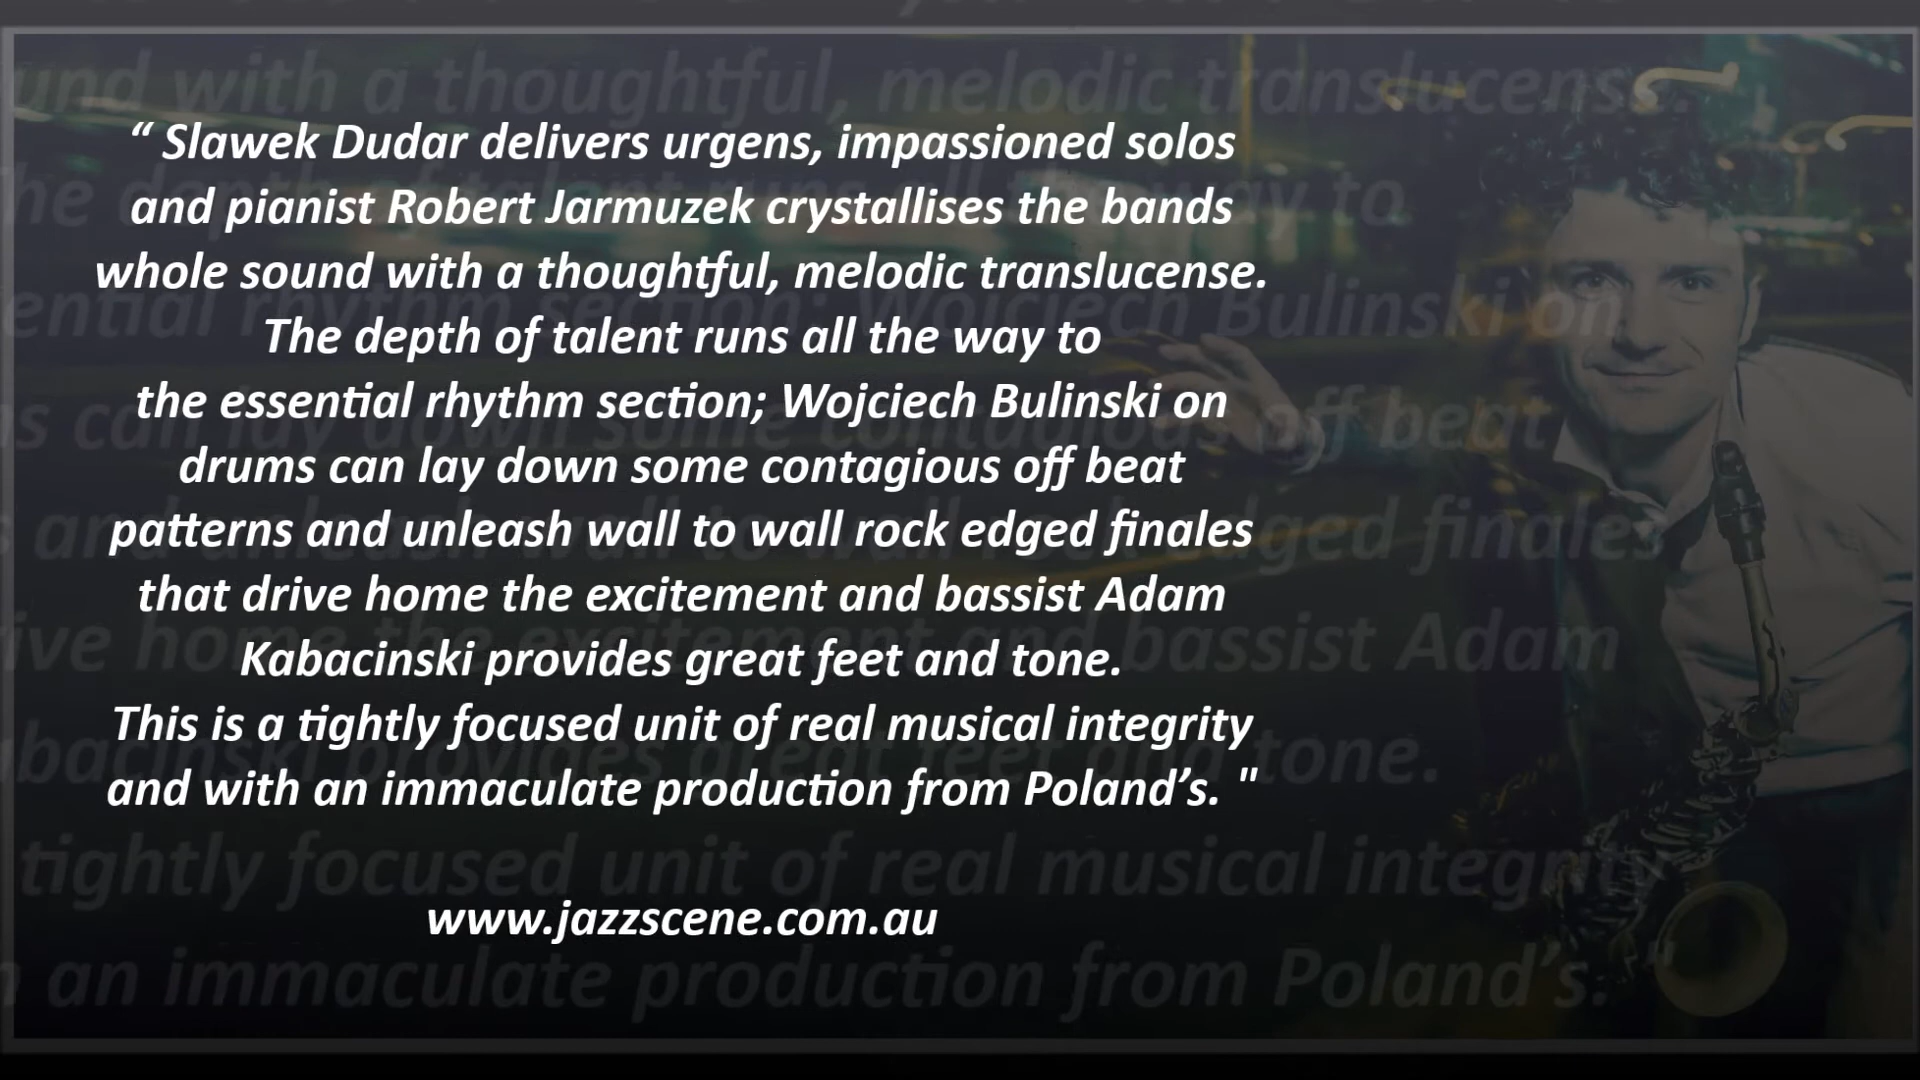 “ Slawek Dudar delivers urgens, impassioned solos
and pianist Robert Jarmuzek crystallises the bands
whole sound with a thoughtful, melodic translucense.
The depth of talent runs all the way to
the essential rhythm section; Wojciech Bulinski on
drums can lay down some contagious off beat
patterns and unleash wall to wall rock edged finales
that drive home the excitement and bassist Adam
Kabacinski provides great feet and tone.
This is a tightly focused unit of real musical integrity
and with an immaculate production from Poland’s. "
www.jazzscene.com.au